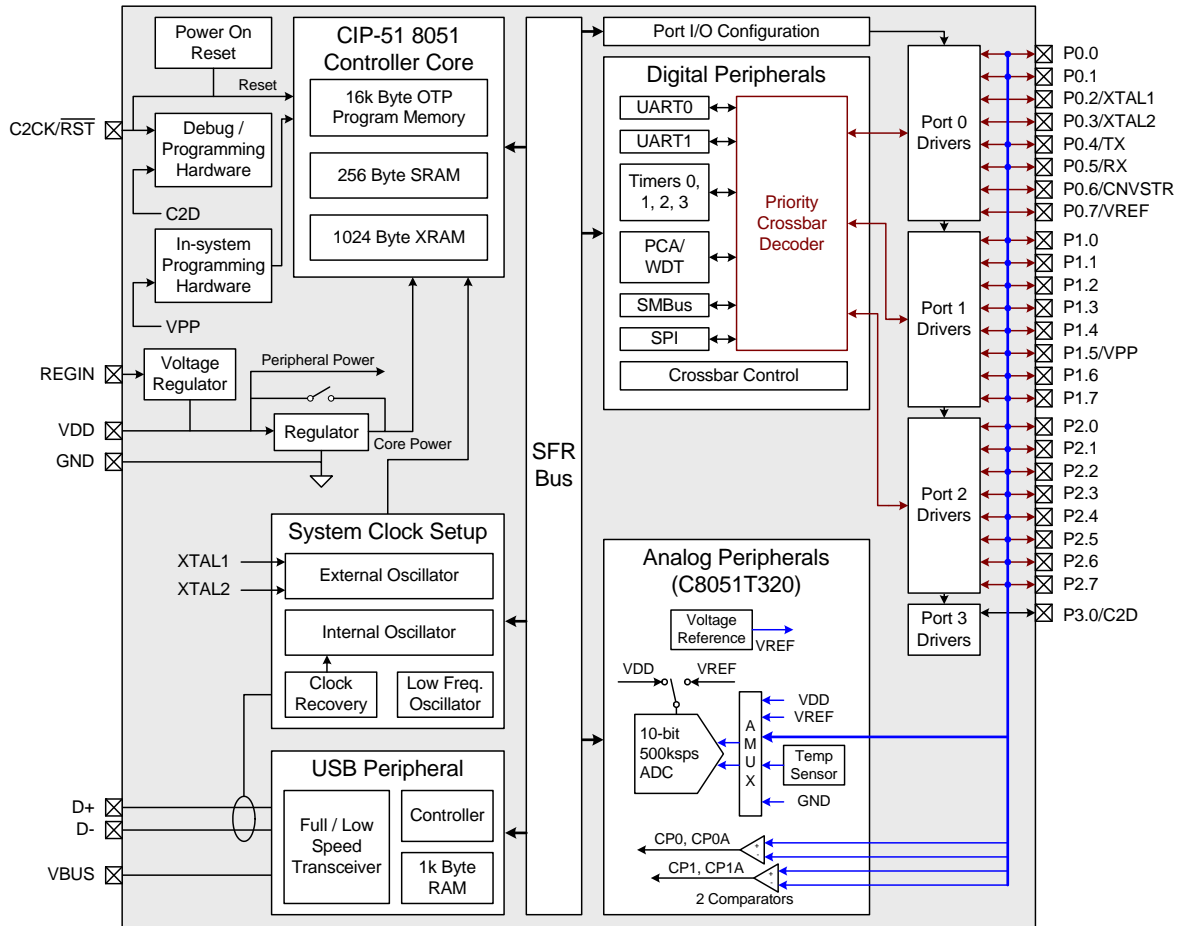 Power On
Reset
Reset
C2CK/RST
Debug /
Programming
Hardware
C2D
In-system
Programming
Hardware
VPP
CIP-51 8051
Controller Core
16k Byte OTP
Program Memory
256 Byte SRAM
1024 Byte XRAM
REGIN
Voltage
Regulator
Peripheral Power
VDD
Regulator
Core Power
GND
System Clock Setup
XTAL1
XTAL2
External Oscillator
Internal Oscillator
Clock
Recovery
Low Freq.
Oscillator
USB Peripheral
D+
D-
VBUS
Full / Low
Speed
Transceiver
Controller
1k Byte
RAM
SFR
Bus
Port I/O Configuration
Digital Peripherals
UART0
UART1
Timers 0,
1, 2, 3
PCA/
WDT
SMBus
SPI
Priority
Crossbar
Decoder
Crossbar Control
Analog Peripherals
(C8051T320)
Voltage
Reference
VREF
VDD
VREF
10-bit
500ksps
ADC
A
M
U
X
VDD
VREF
Temp
Sensor
GND
CP0, CP0A
+
-
CP1, CP1A
+
-
2 Comparators
Port 0
Drivers
Port 1
Drivers
Port 2
Drivers
Port 3
Drivers
P0.0
P0.1
P0.2/XTAL1
P0.3/XTAL2
P0.4/TX
P0.5/RX
P0.6/CNVSTR
P0.7/VREF
P1.0
P1.1
P1.2
P1.3
P1.4
P1.5/VPP
P1.6
P1.7
P2.0
P2.1
P2.2
P2.3
P2.4
P2.5
P2.6
P2.7
P3.0/C2D